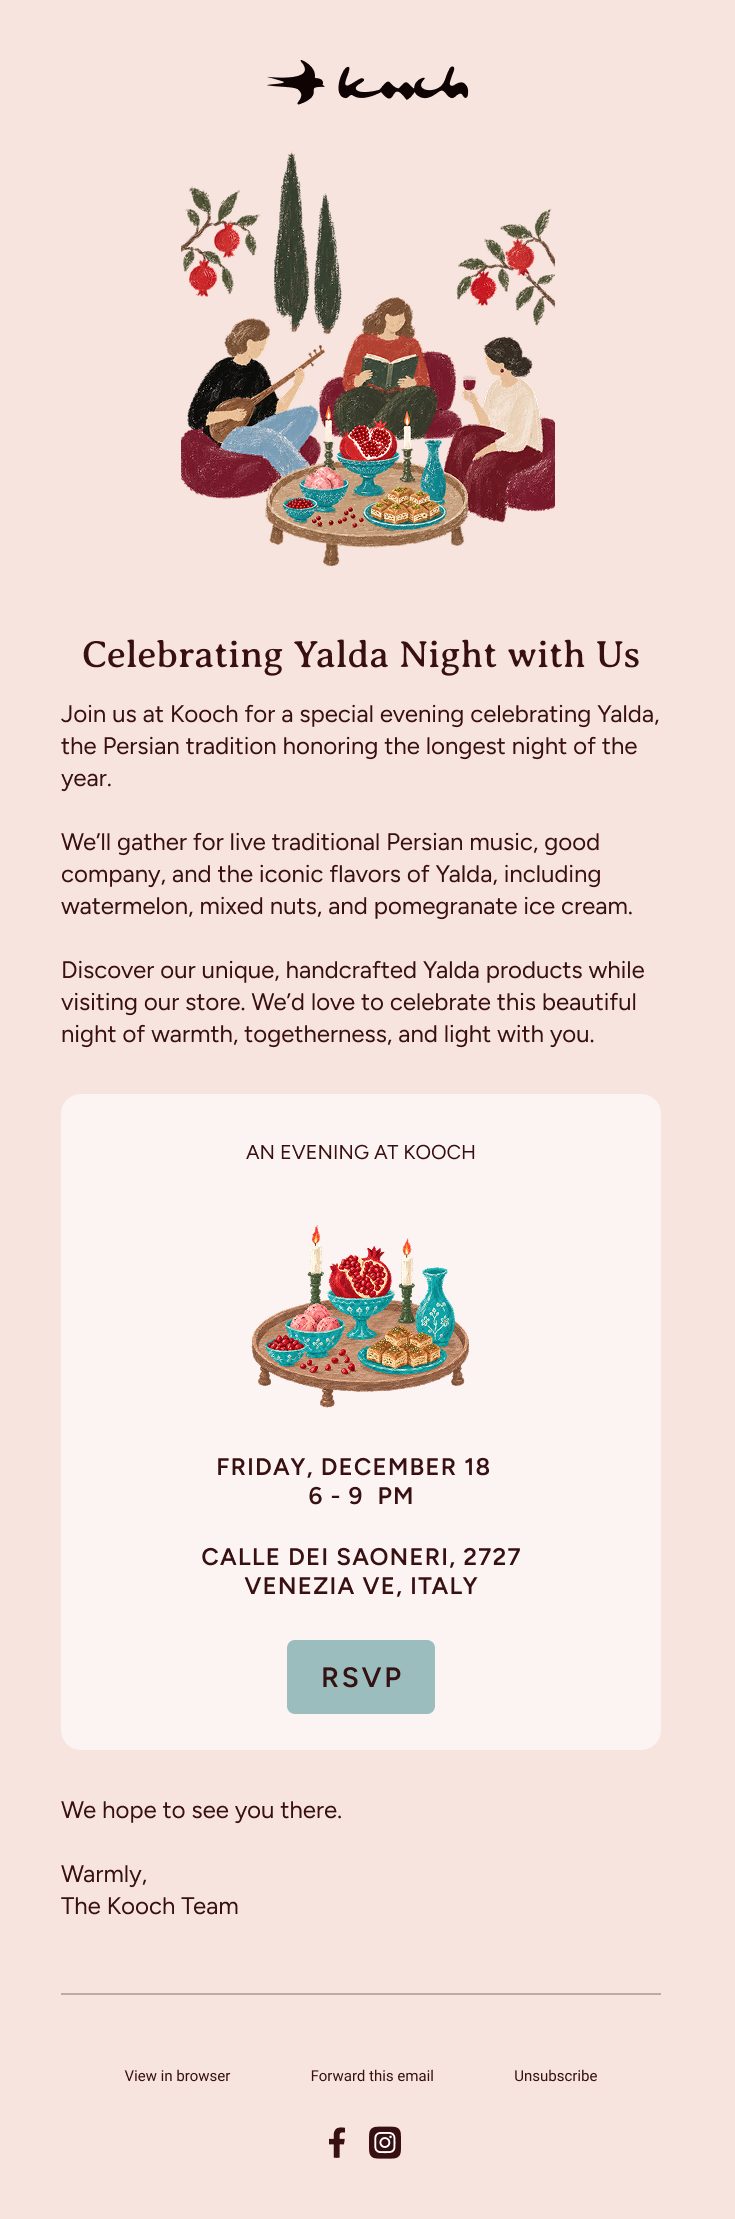 kooch
Celebrating Yalda Night with Us
Join us at Kooch for a special evening celebrating Yalda,
the Persian tradition honoring the longest night of the
year.
We’ll gather for live traditional Persian music, good
company, and the iconic flavors of Yalda, including
watermelon, mixed nuts, and pomegranate ice cream.
Discover our unique, handcrafted Yalda products while
visiting our store. We’d love to celebrate this beautiful
night of warmth, togetherness, and light with you.
AN EVENING AT KOOCH
FRIDAY, DECEMBER 18
6 - 9 PM
CALLE DEI SAONERI, 2727
VENEZIA VE, ITALY
RSVP
We hope to see you there.
Warmly,
The Kooch Team
View in browser
Forward this email
Unsubscribe